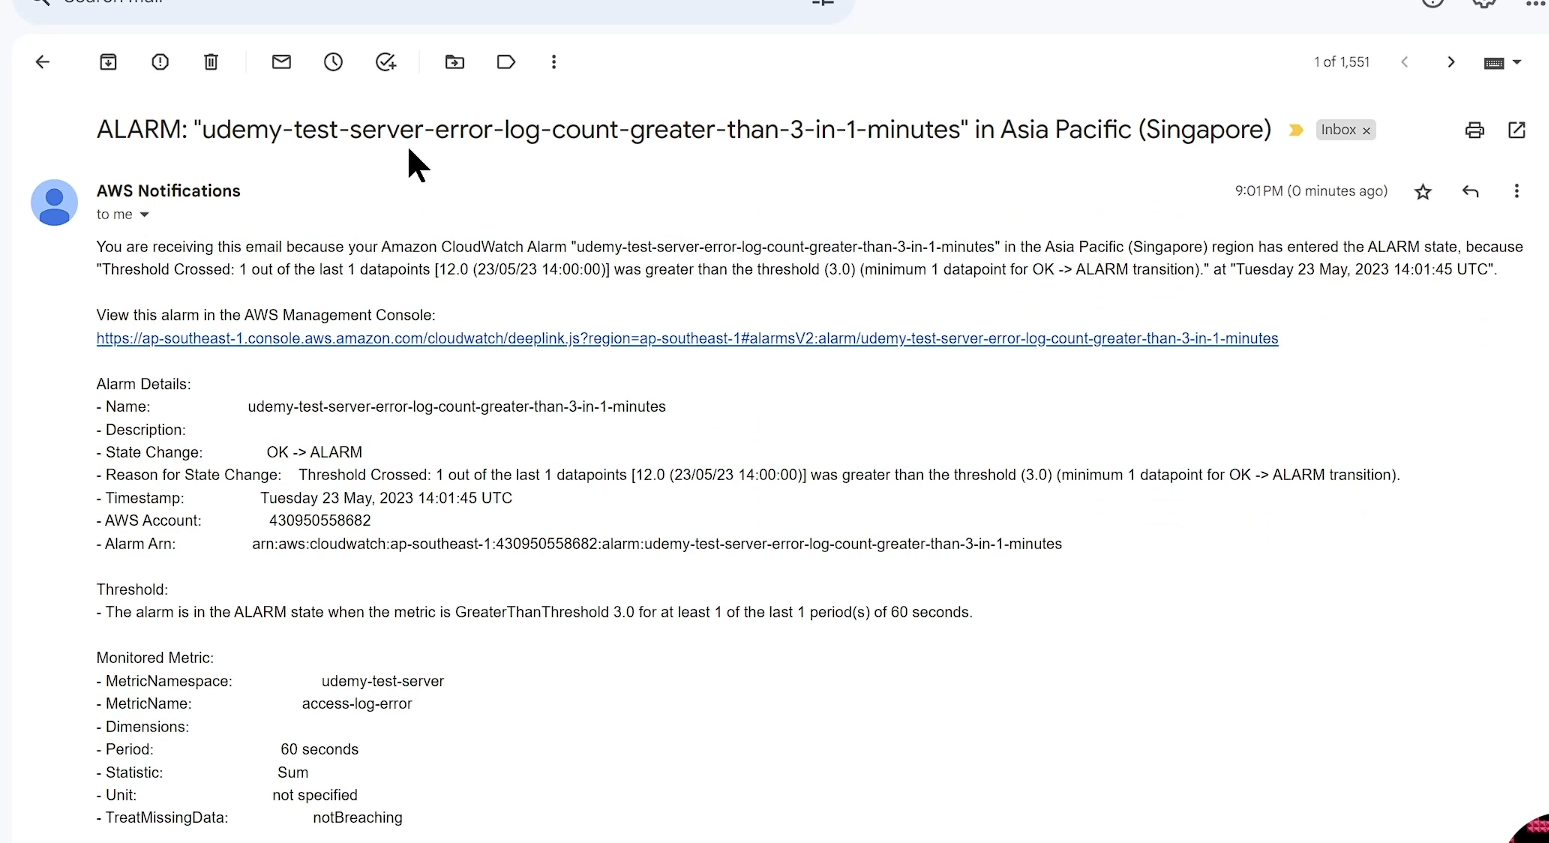 1 of 1,551
ALARM: "udemy-test-server-error-log-count-greater-than-3-in-1-minutes" in Asia Pacific (Singapore)
Inbox ×
AWS Notifications
9:01 PM (0 minutes ago)
to me
You are receiving this email because your Amazon CloudWatch Alarm "udemy-test-server-error-log-count-greater-than-3-in-1-minutes" in the Asia Pacific (Singapore) region has entered the ALARM state, because
"Threshold Crossed: 1 out of the last 1 datapoints [12.0 (23/05/23 14:00:00)] was greater than the threshold (3.0) (minimum 1 datapoint for OK -> ALARM transition)." at "Tuesday 23 May, 2023 14:01:45 UTC".
View this alarm in the AWS Management Console:
https://ap-southeast-1.console.aws.amazon.com/cloudwatch/deeplink.js?region=ap-southeast-1#alarmsV2:alarm/udemy-test-server-error-log-count-greater-than-3-in-1-minutes
Alarm Details:
- Name: udemy-test-server-error-log-count-greater-than-3-in-1-minutes
- Description:
- State Change: OK -> ALARM
- Reason for State Change: Threshold Crossed: 1 out of the last 1 datapoints [12.0 (23/05/23 14:00:00)] was greater than the threshold (3.0) (minimum 1 datapoint for OK -> ALARM transition).
- Timestamp: Tuesday 23 May, 2023 14:01:45 UTC
- AWS Account: 430950558682
- Alarm Arn: arn:aws:cloudwatch:ap-southeast-1:430950558682:alarm:udemy-test-server-error-log-count-greater-than-3-in-1-minutes
Threshold:
- The alarm is in the ALARM state when the metric is GreaterThanThreshold 3.0 for at least 1 of the last 1 period(s) of 60 seconds.
Monitored Metric:
- MetricNamespace: udemy-test-server
- MetricName: access-log-error
- Dimensions:
- Period: 60 seconds
- Statistic: Sum
- Unit: not specified
- TreatMissingData: notBreaching